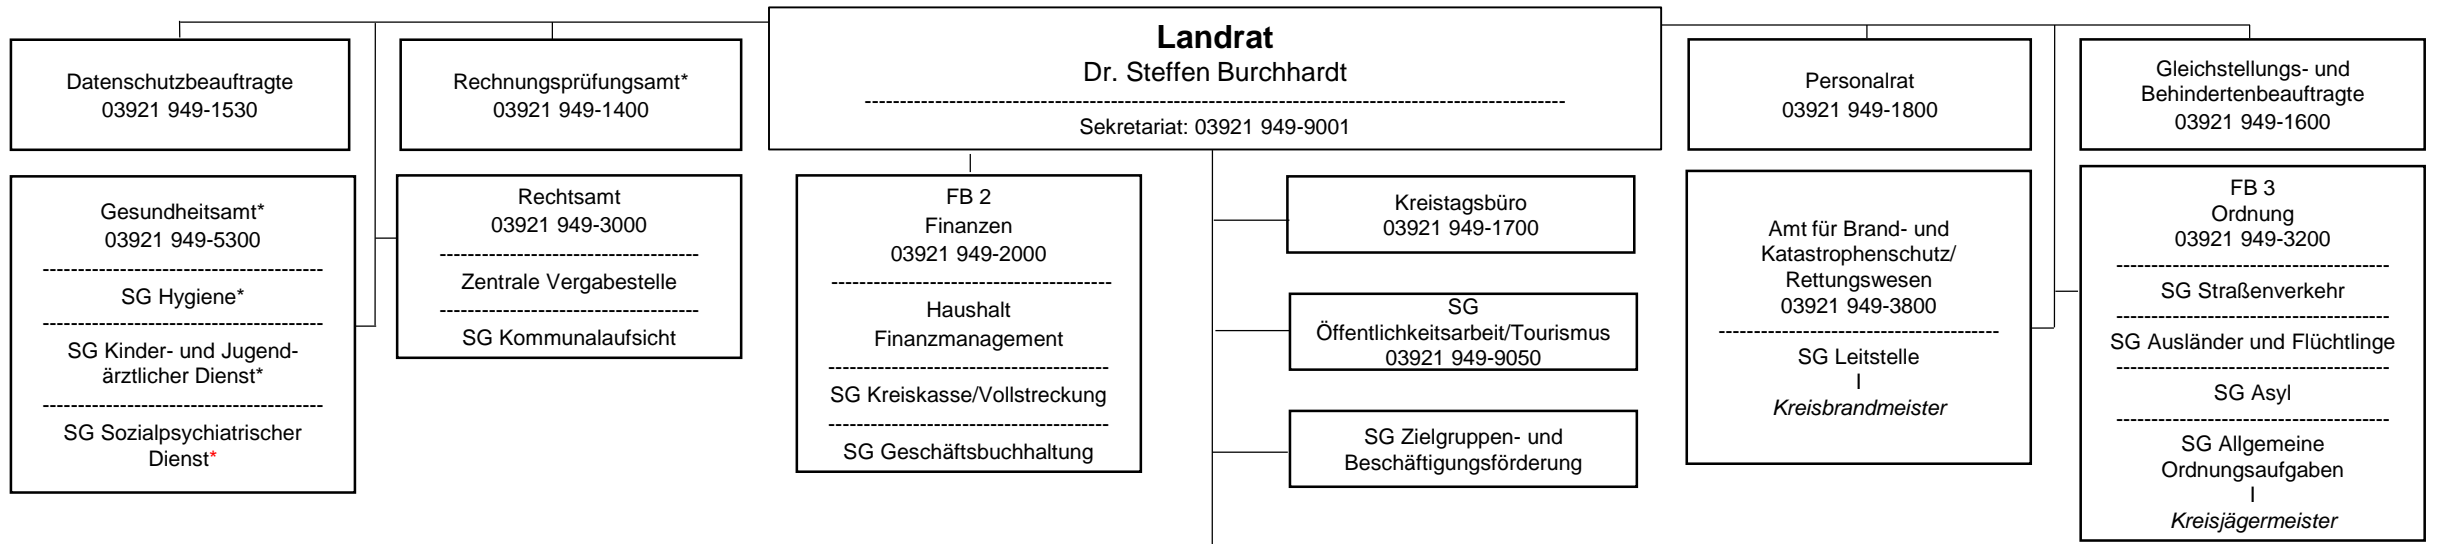 Landrat
Dr. Steffen Burchhardt
-----------------------------------------------------------------------------------------------------
Sekretariat: 03921 949-9001
Datenschutzbeauftragte
03921 949-1530
Rechnungsprüfungsamt*
03921 949-1400
Personalrat
03921 949-1800
Gleichstellungs- und
Behindertenbeauftragte
03921 949-1600
Gesundheitsamt*
03921 949-5300
----------------------------------------
SG Hygiene*
----------------------------------------
SG Kinder- und Jugend-
ärztlicher Dienst*
----------------------------------------
SG Sozialpsychiatrischer
Dienst*
Rechtsamt
03921 949-3000
-------------------------------------
Zentrale Vergabestelle
-------------------------------------
SG Kommunalaufsicht
FB 2
Finanzen
03921 949-2000
----------------------------------------
Haushalt
Finanzmanagement
----------------------------------------
SG Kreiskasse/Vollstreckung
----------------------------------------
SG Geschäftsbuchhaltung
Kreistagsbüro
03921 949-1700
SG
Öffentlichkeitsarbeit/Tourismus
03921 949-9050
SG Zielgruppen- und
Beschäftigungsförderung
Amt für Brand- und
Katastrophenschutz/
Rettungswesen
03921 949-3800
----------------------------------------
SG Leitstelle
I
Kreisbrandmeister
FB 3
Ordnung
03921 949-3200
---------------------------------------
SG Straßenverkehr
---------------------------------------
SG Ausländer und Flüchtlinge
---------------------------------------
SG Asyl
---------------------------------------
SG Allgemeine
Ordnungsaufgaben
I
Kreisjägermeister